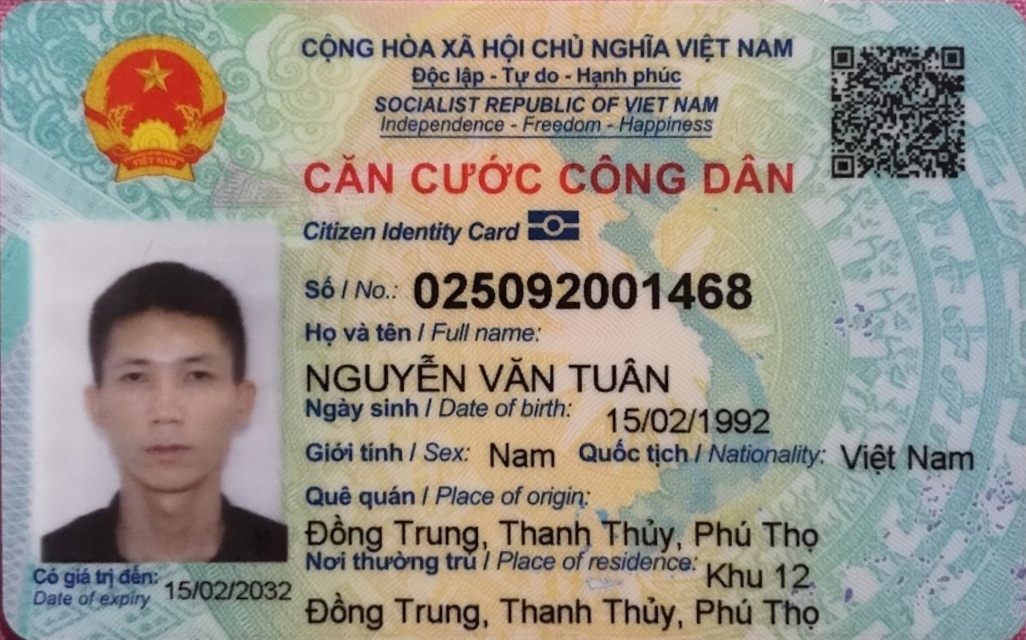 CỘNG HÒA XÃ HỘI CHỦ NGHĨA VIỆT NAM
Độc lập - Tự do - Hạnh phúc
SOCIALIST REPUBLIC OF VIET NAM
Independence - Freedom - Happiness
VIỆT NAM
CĂN CƯỚC CÔNG DÂN
Citizen Identity Card
Số / No.: 025092001468
Họ và tên / Full name:
NGUYỄN VĂN TUÂN
Ngày sinh / Date of birth: 15/02/1992
Giới tính / Sex: Nam Quốc tịch / Nationality: Việt Nam
Quê quán / Place of origin:
Đồng Trung, Thanh Thủy, Phú Thọ
Nơi thường trú / Place of residence: Khu 12
Đồng Trung, Thanh Thủy, Phú Thọ
Có giá trị đến: 15/02/2032
Date of expiry